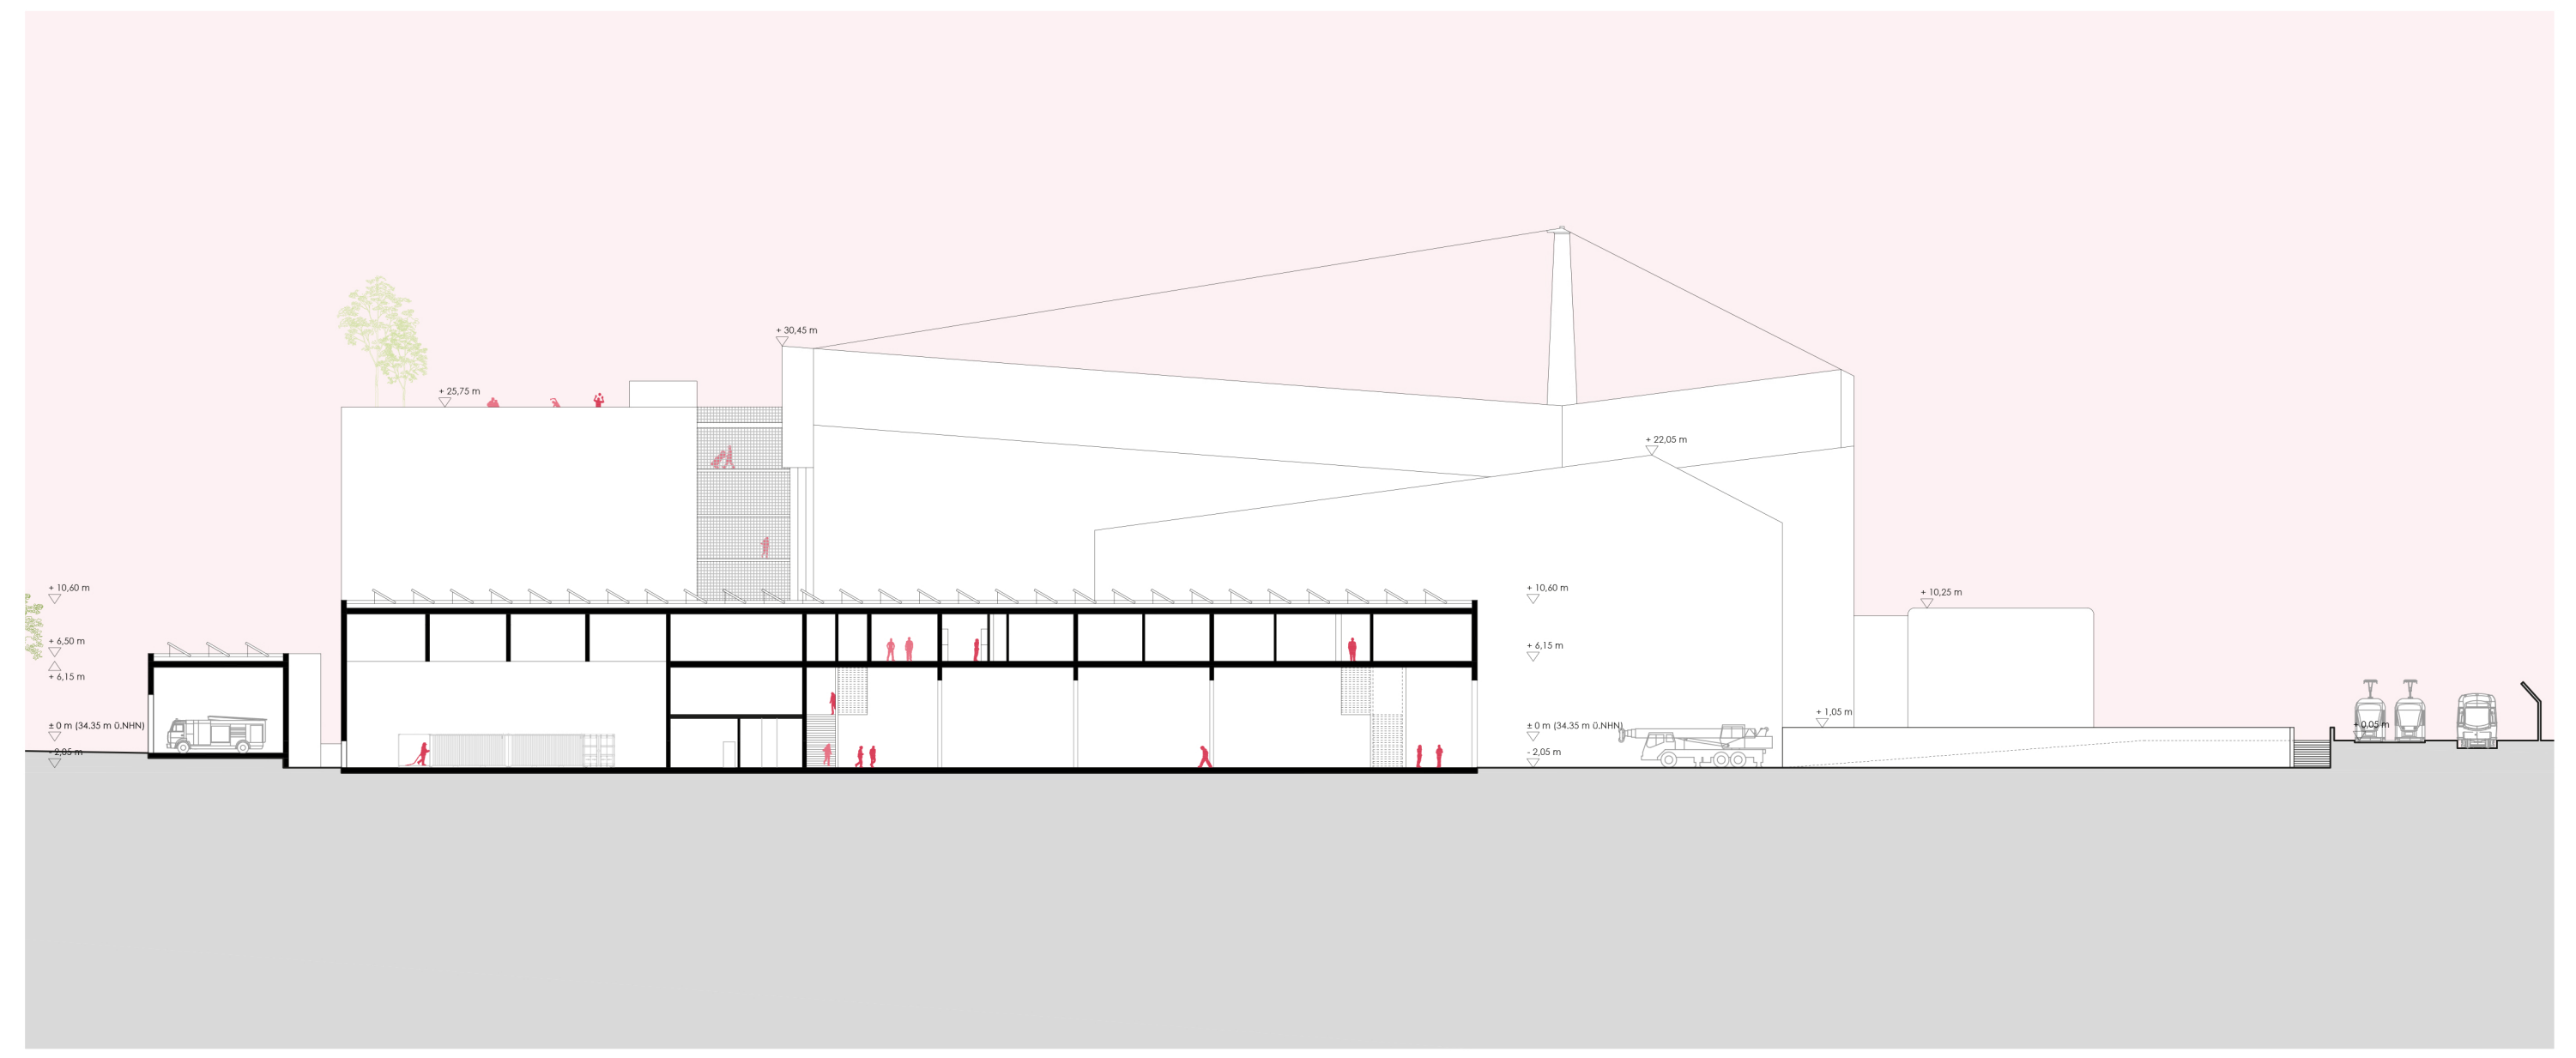 + 30,45 m
+ 25,75 m
+ 22,05 m
+ 10,60 m
+ 10,60 m
+ 10,25 m
+ 6,50 m
+ 6,15 m
+ 6,15 m
+ 1,05 m
± 0 m (34,35 m ü.NHN)
± 0 m (34,35 m ü.NHN)
+ 0,05 m
- 2,05 m
- 2,05 m